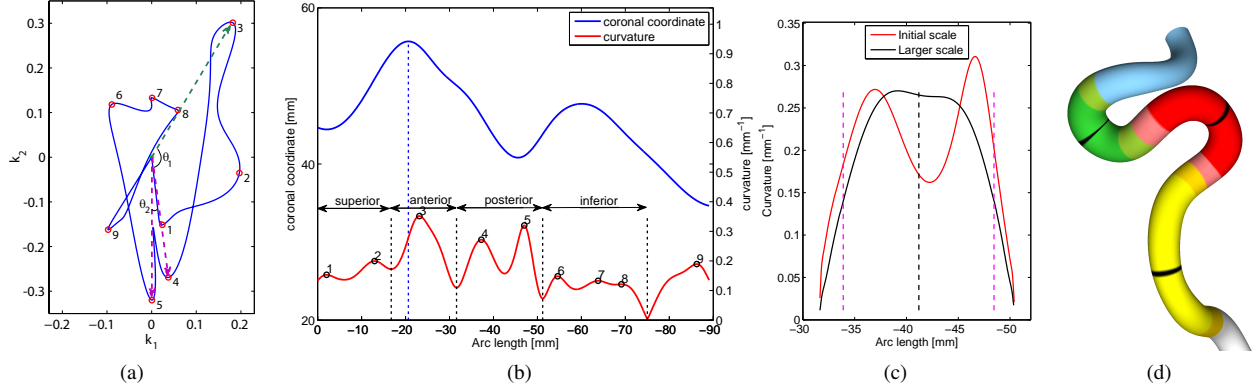 0.3
0.2
0.1
0
−0.1
−0.2
−0.3
k2
−0.2 −0.1 0 0.1 0.2
k1
3
6
7
8
θ1
2
θ2
1
9
4
5
(a)
coronal coordinate
curvature
60
40
20
coronal coordinate [mm]
1
0.9
0.8
0.7
0.6
0.5
0.4
0.3
0.2
0.1
0
curvature [mm−1]
superior anterior posterior inferior
1 2 3 4 5 6 7 8 9
0 −10 −20 −30 −40 −50 −60 −70 −80 −90
Arc length [mm]
(b)
Initial scale
Larger scale
0.35
0.3
0.25
0.2
0.15
0.1
0.05
0
Curvature [mm−1]
−30 −35 −40 −45 −50
Arc length [mm]
(c)
(d)